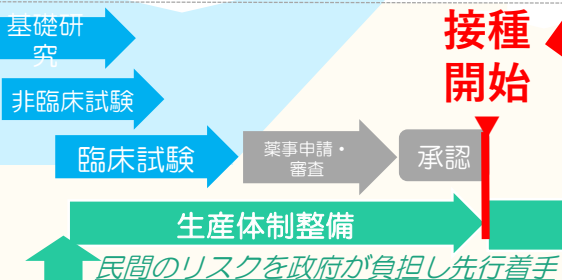 基礎研
究
接種
開始
非臨床試験
臨床試験
薬事申請・
審査
承認
生産体制整備
民間のリスクを政府が負担し先行着手